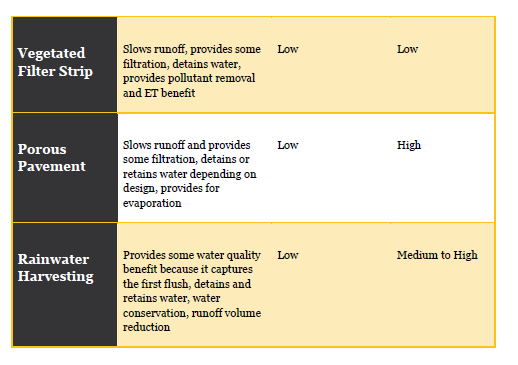 Vegetated
Filter Strip
Slows runoff, provides some
filtration, detains water,
provides pollutant removal
and ET benefit
Low
Low
Porous
Pavement
Slows runoff and provides
some filtration, detains or
retains water depending on
design, provides for
evaporation
Low
High
Rainwater
Harvesting
Provides some water quality
benefit because it captures
the first flush, detains and
retains water, water
conservation, runoff volume
reduction
Low
Medium to High